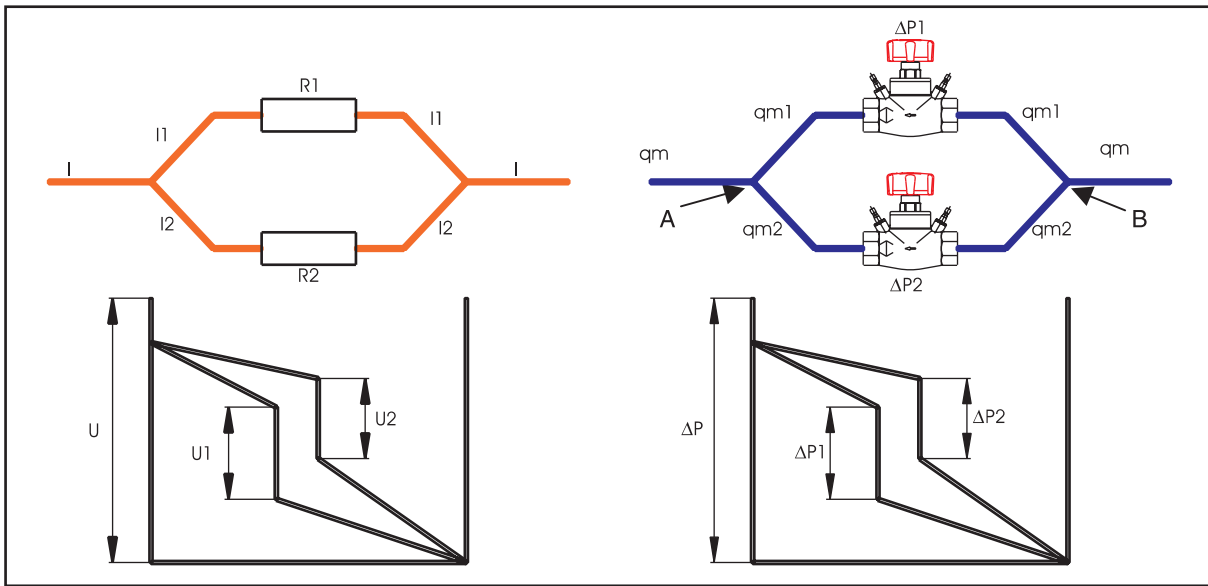 R1
I1
I1
I
I
I2
I2
R2
ΔP1
qm1
qm1
qm
qm
A
B
qm2
qm2
ΔP2
U
U1
U2
ΔP
ΔP1
ΔP2